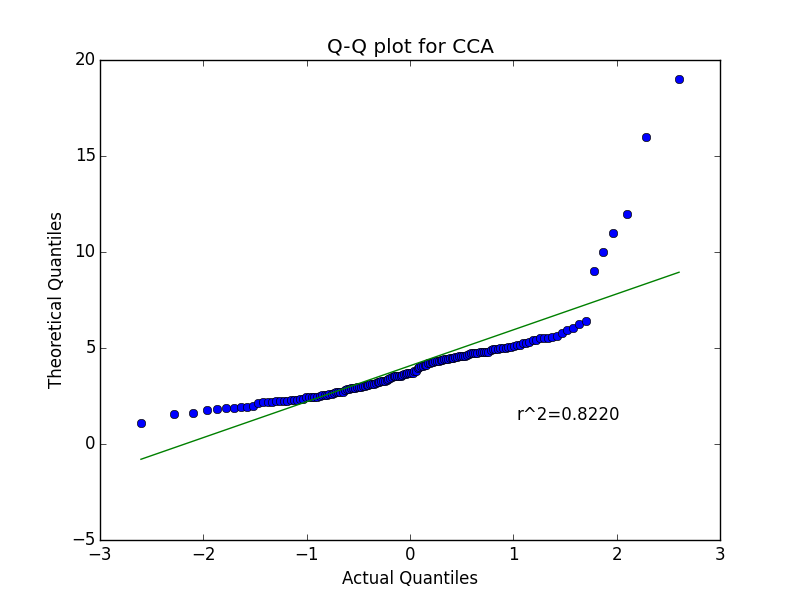 Q-Q plot for CCA
20
15
10
5
0
−5
Theoretical Quantiles
r^2=0.8220
−3 −2 −1 0 1 2 3
Actual Quantiles